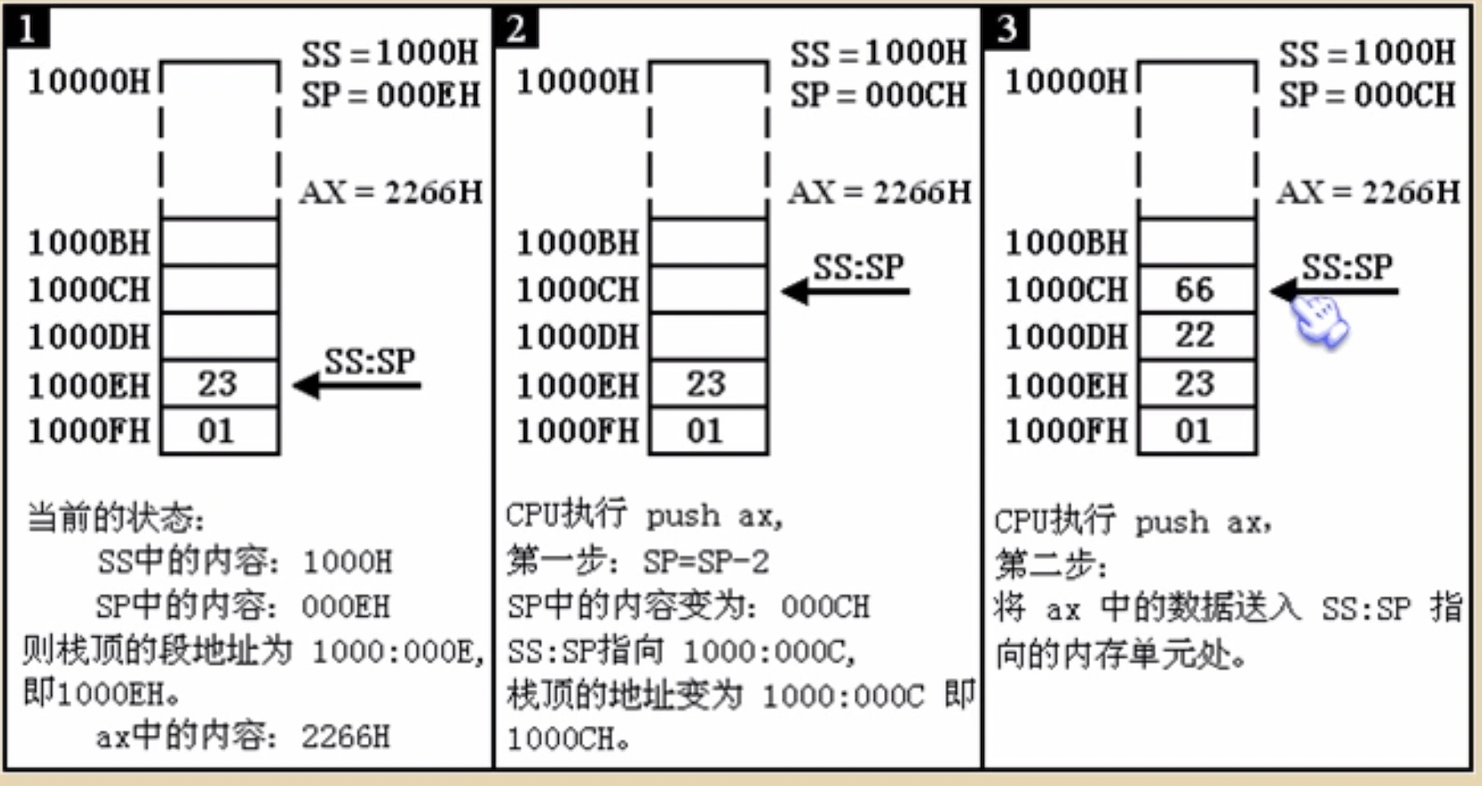 1
SS=1000H
10000H
SP=000EH
AX=2266H
1000BH
1000CH
1000DH
SS:SP
1000EH 23
1000FH 01
当前的状态:
SS中的内容: 1000H
SP中的内容: 000EH
则栈顶的段地址为 1000:000E,
即1000EH。
ax中的内容: 2266H
2
SS=1000H
10000H
SP=000CH
AX=2266H
1000BH
SS:SP
1000CH
1000DH
1000EH 23
1000FH 01
CPU执行 push ax,
第一步: SP=SP-2
SP中的内容变为: 000CH
SS:SP指向 1000:000C,
栈顶的地址变为 1000:000C 即
1000CH。
3
SS=1000H
10000H
SP=000CH
AX=2266H
1000BH
SS:SP
1000CH 66
1000DH 22
1000EH 23
1000FH 01
CPU执行 push ax,
第二步:
将 ax 中的数据送入 SS:SP 指
向的内存单元处。